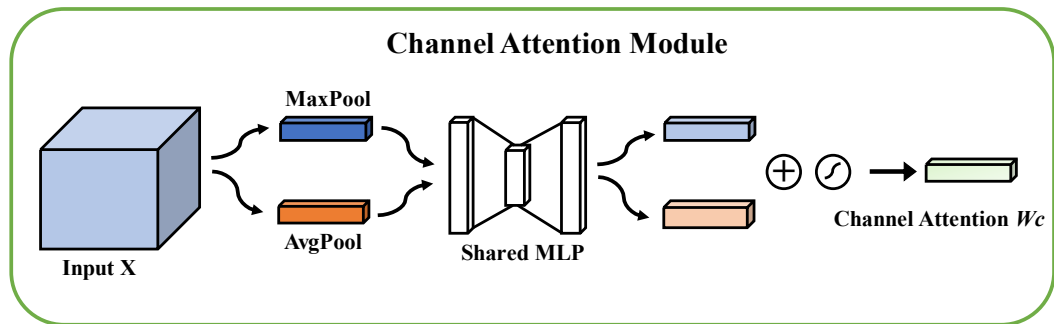 Channel Attention Module
MaxPool
AvgPool
Input X
Shared MLP
Channel Attention Wc